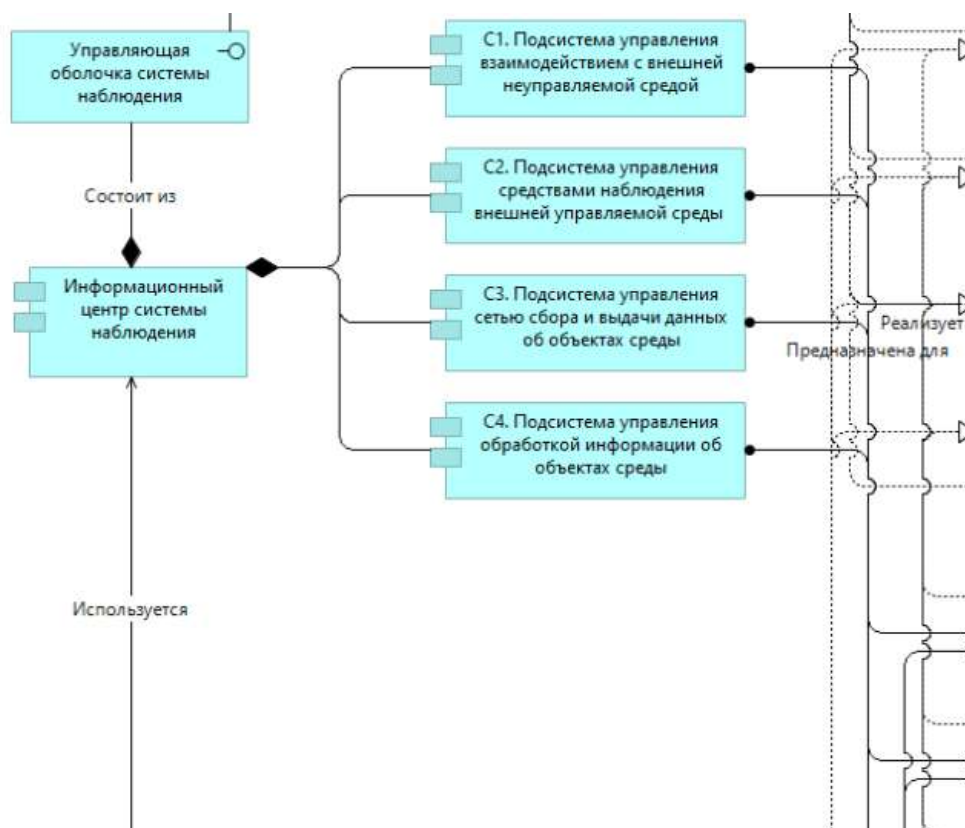 Управляющая
оболочка системы
наблюдения
Состоит из
Информационный
центр системы
наблюдения
Используется
С1. Подсистема управления
взаимодействием с внешней
неуправляемой средой
С2. Подсистема управления
средствами наблюдения
внешней управляемой среды
С3. Подсистема управления
сетью сбора и выдачи данных
об объектах среды
С4. Подсистема управления
обработкой информации об
объектах среды
Реализует
Предназначена для